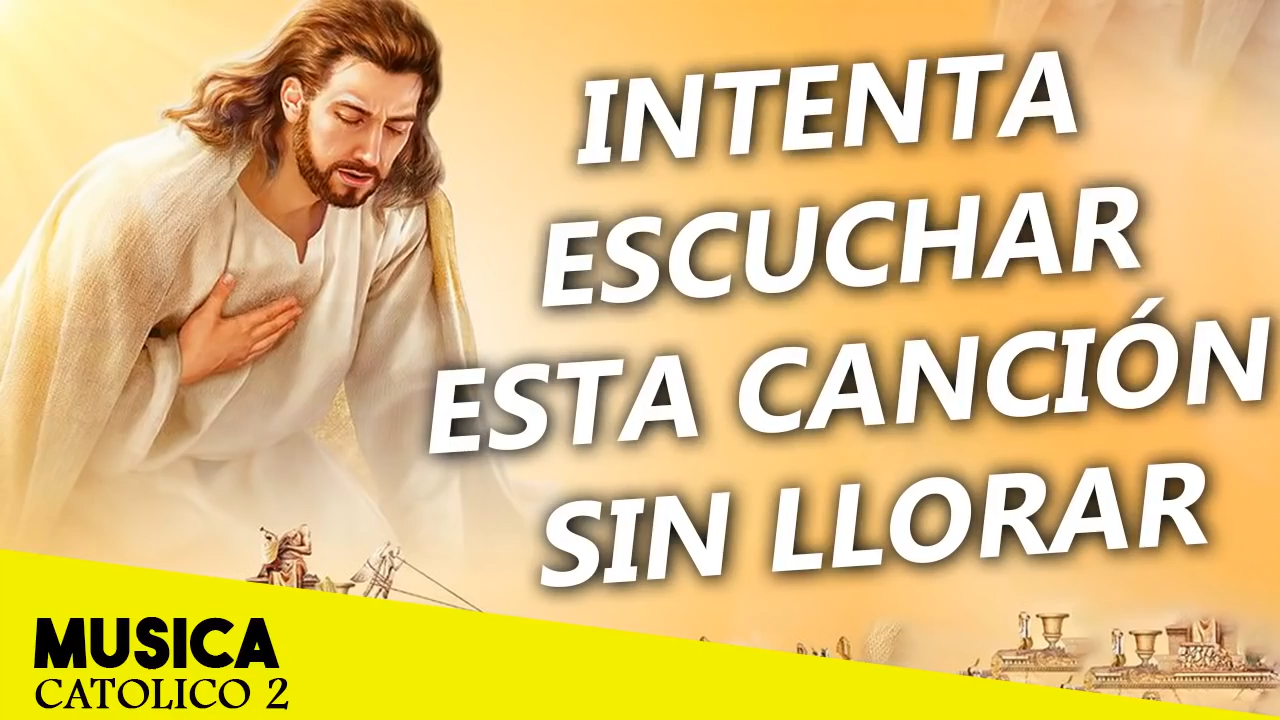 INTENTA
ESCUCHAR
ESTA CANCIÓN
SIN LLORAR
MUSICA
CATOLICO 2